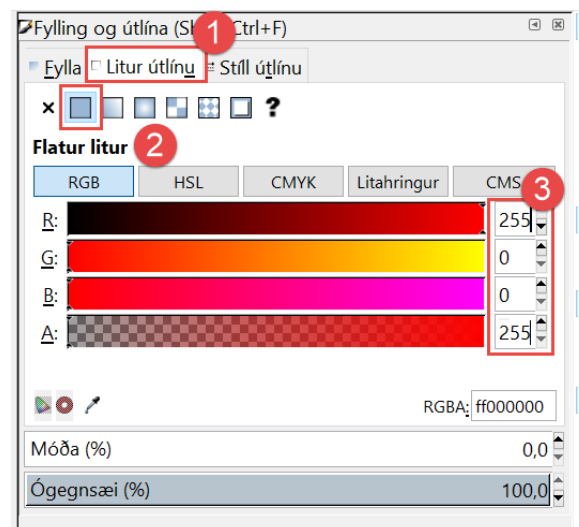 Fylling og útlína (S Ctrl+F)
1
Fylla Litur útlínu Stíll útlínu
× ?
Flatur litur 2
RGB HSL CMYK Litahringur CMS
3
R: 255
G: 0
B: 0
A: 255
RGBA: ff000000
Móða (%) 0,0
Ógegnsæi (%) 100,0